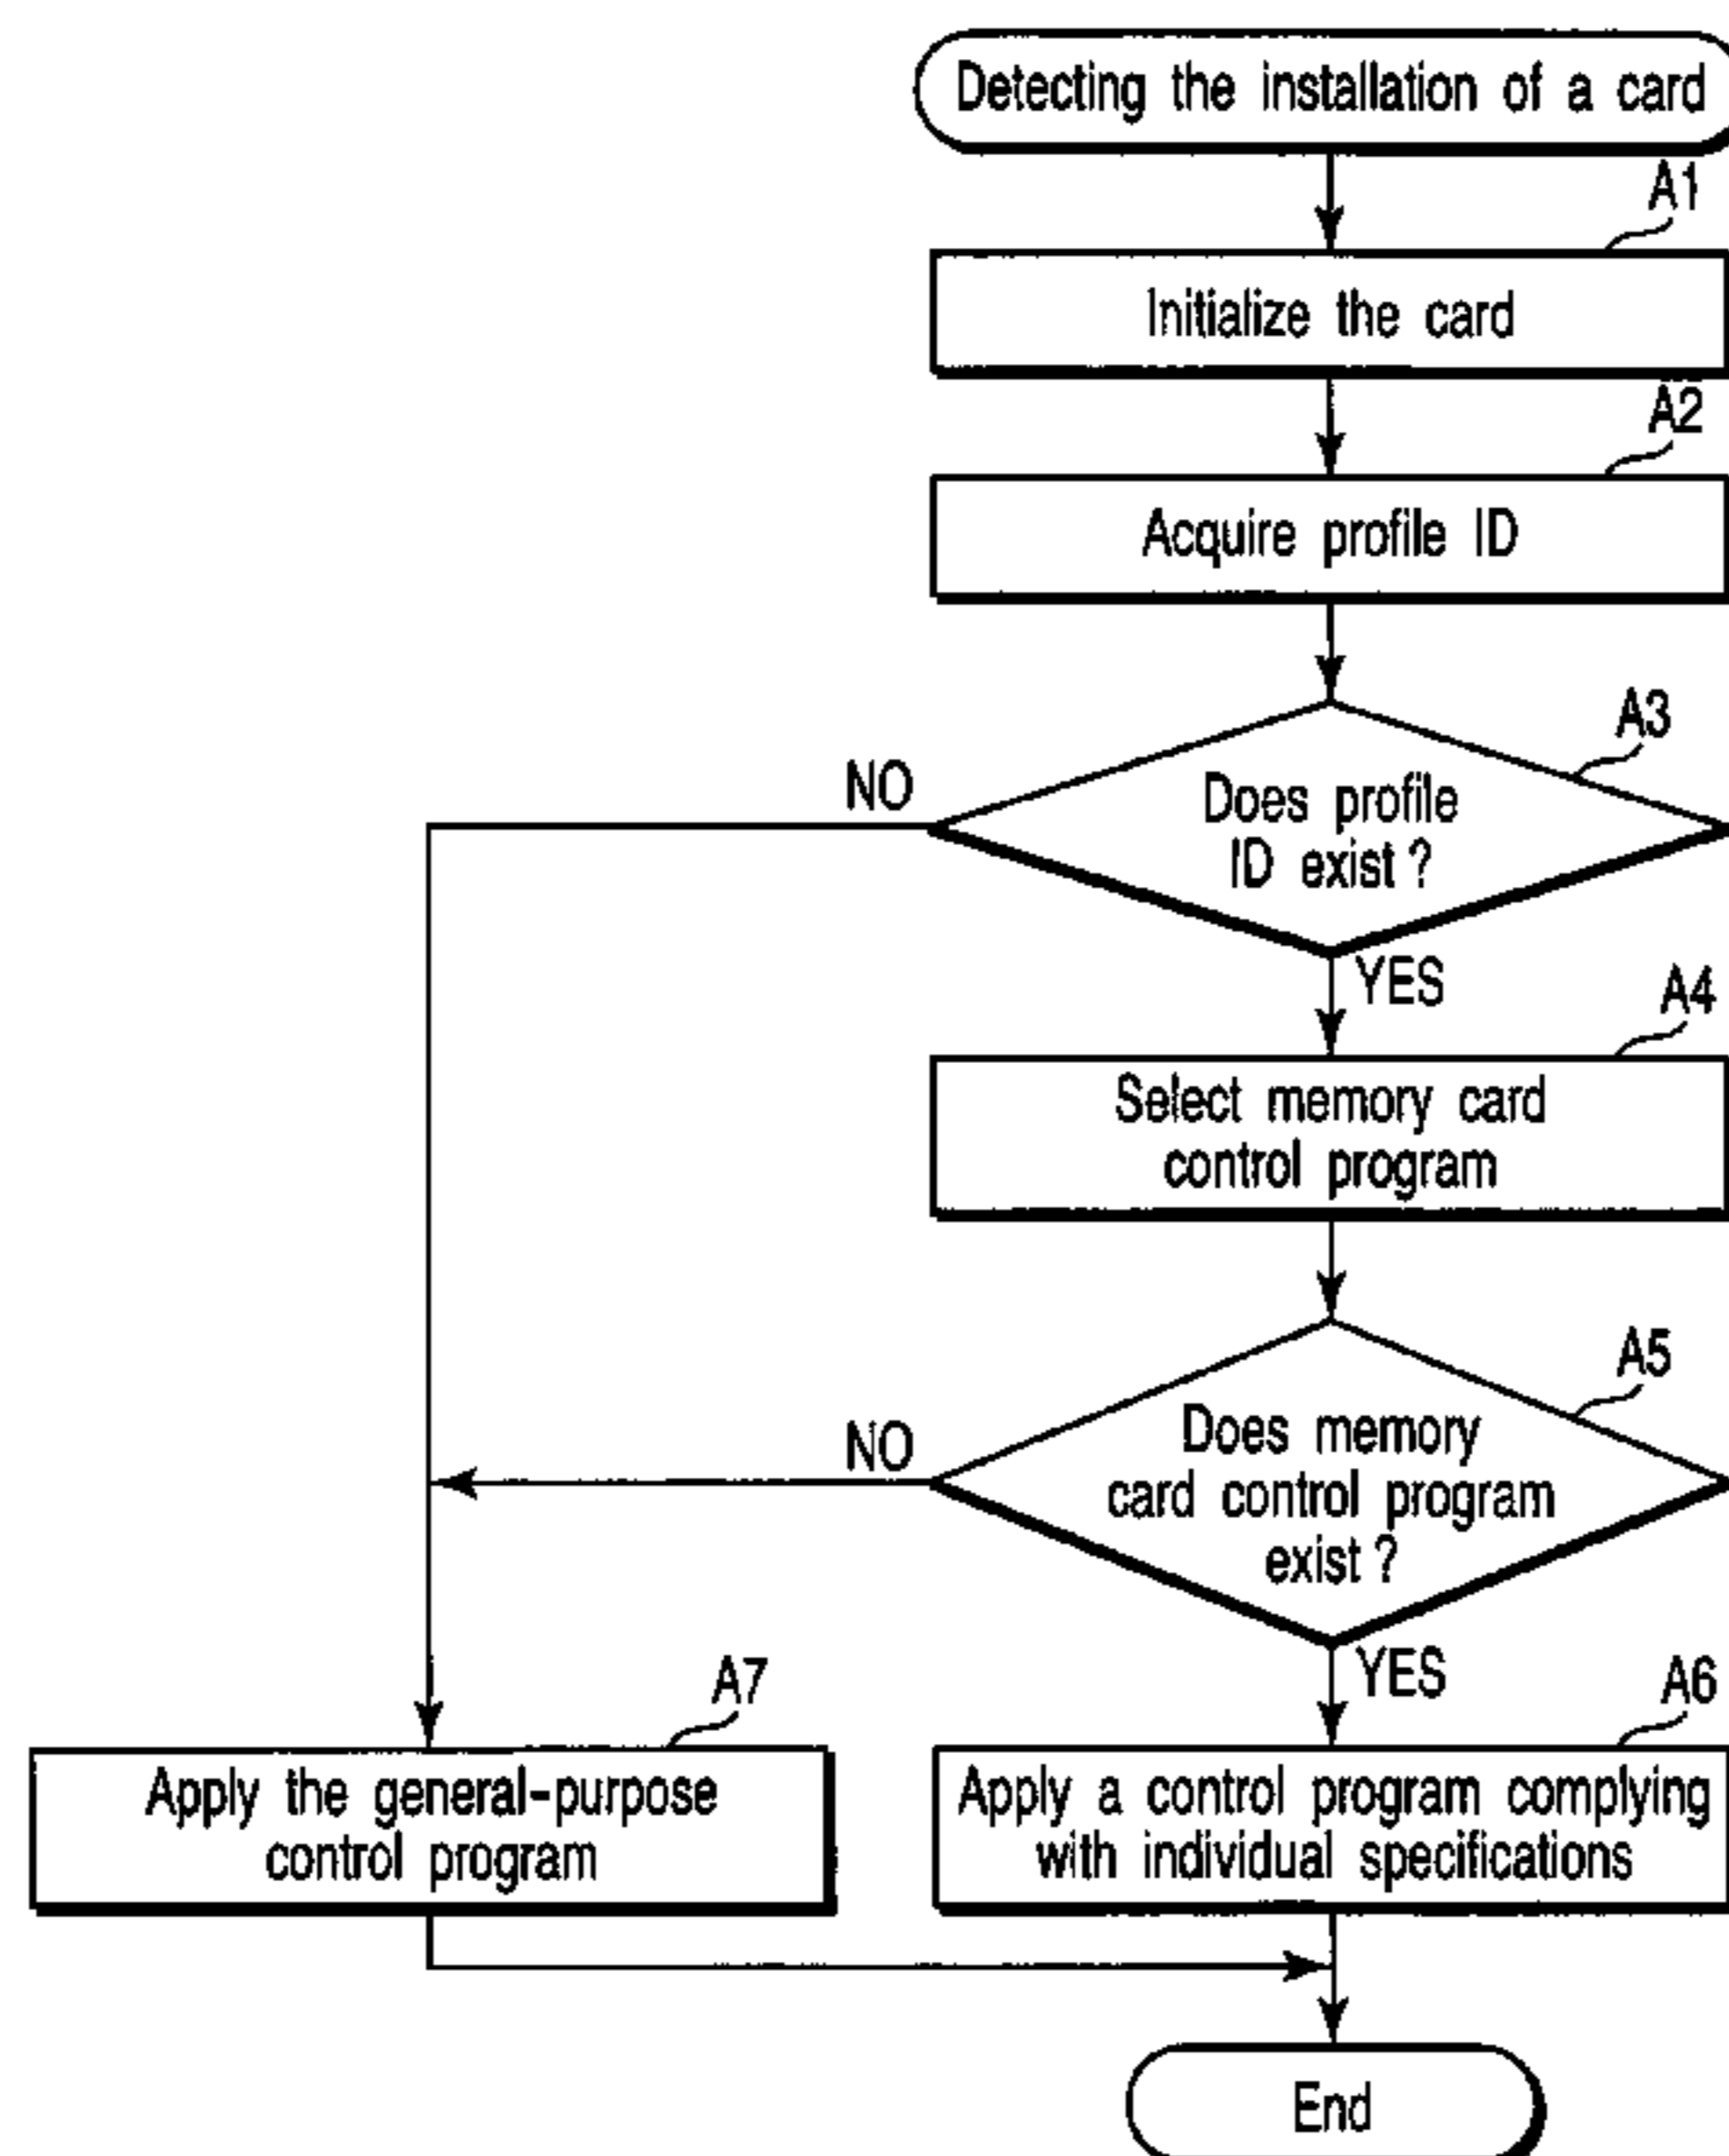 Detecting the installation of a card
A1
Initialize the card
A2
Acquire profile ID
A3
NO
Does profile
ID exist?
YES
A4
Select memory card
control program
A5
NO
Does memory
card control program
exist?
YES
A7
A6
Apply the general-purpose
control program
Apply a control program complying
with individual specifications
End